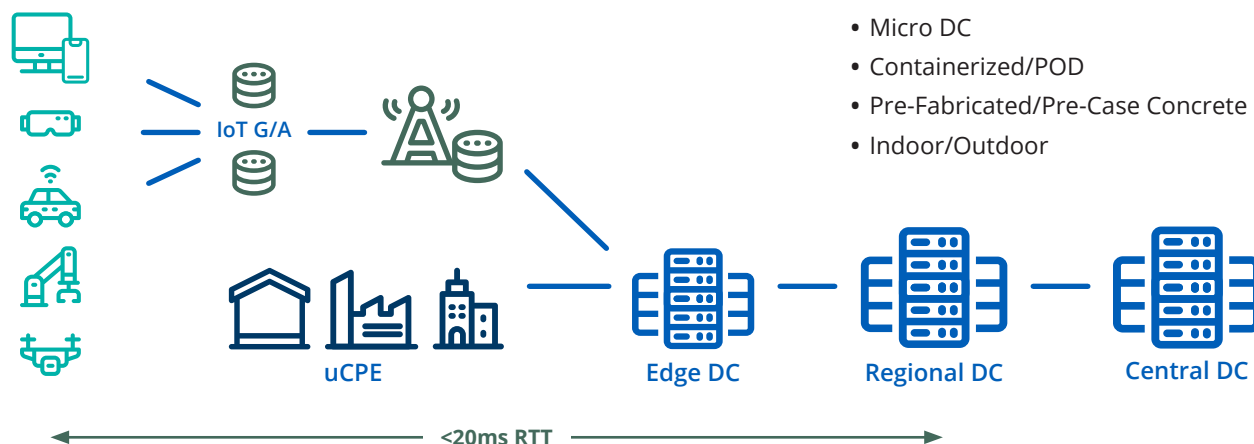 • Micro DC
• Containerized/POD
• Pre-Fabricated/Pre-Case Concrete
• Indoor/Outdoor
IoT G/A
uCPE
Edge DC
Regional DC
Central DC
<20ms RTT